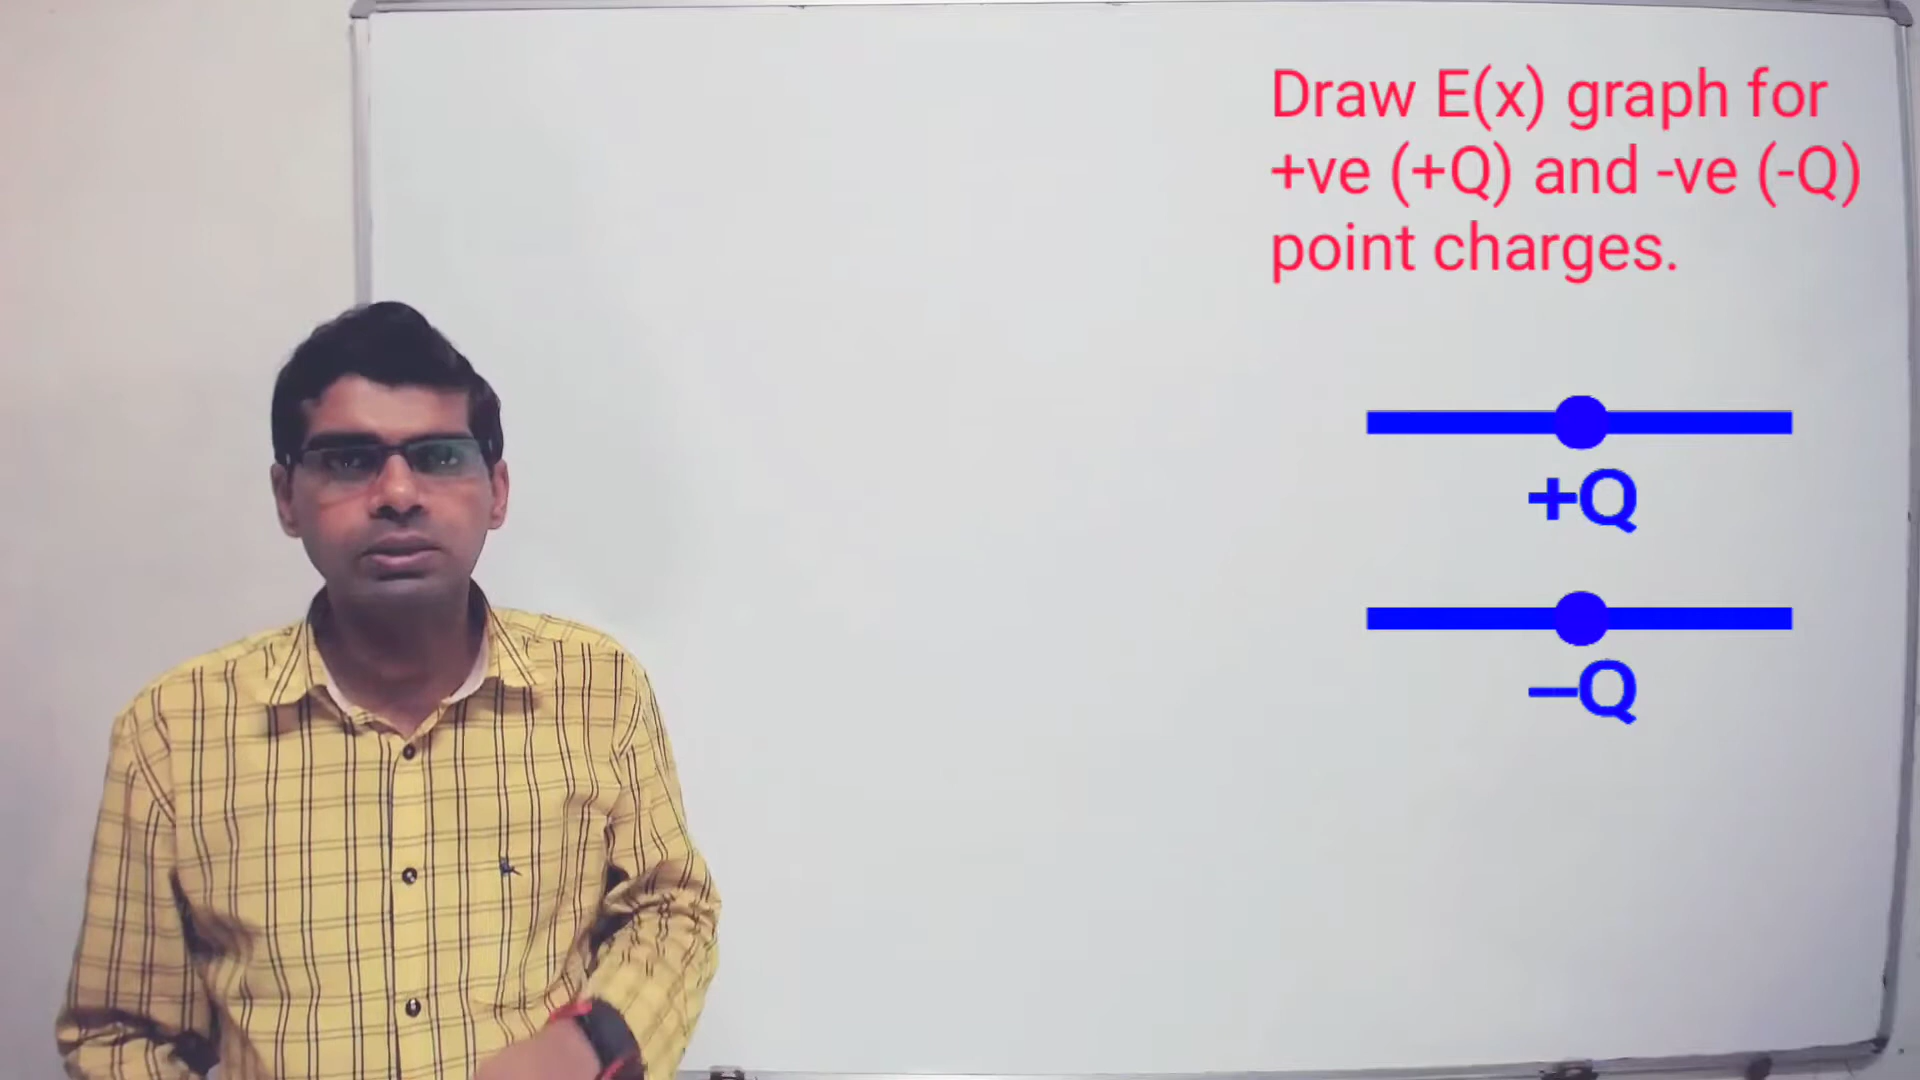 Draw E(x) graph for
+ve (+Q) and -ve (-Q)
point charges.
+Q
–Q